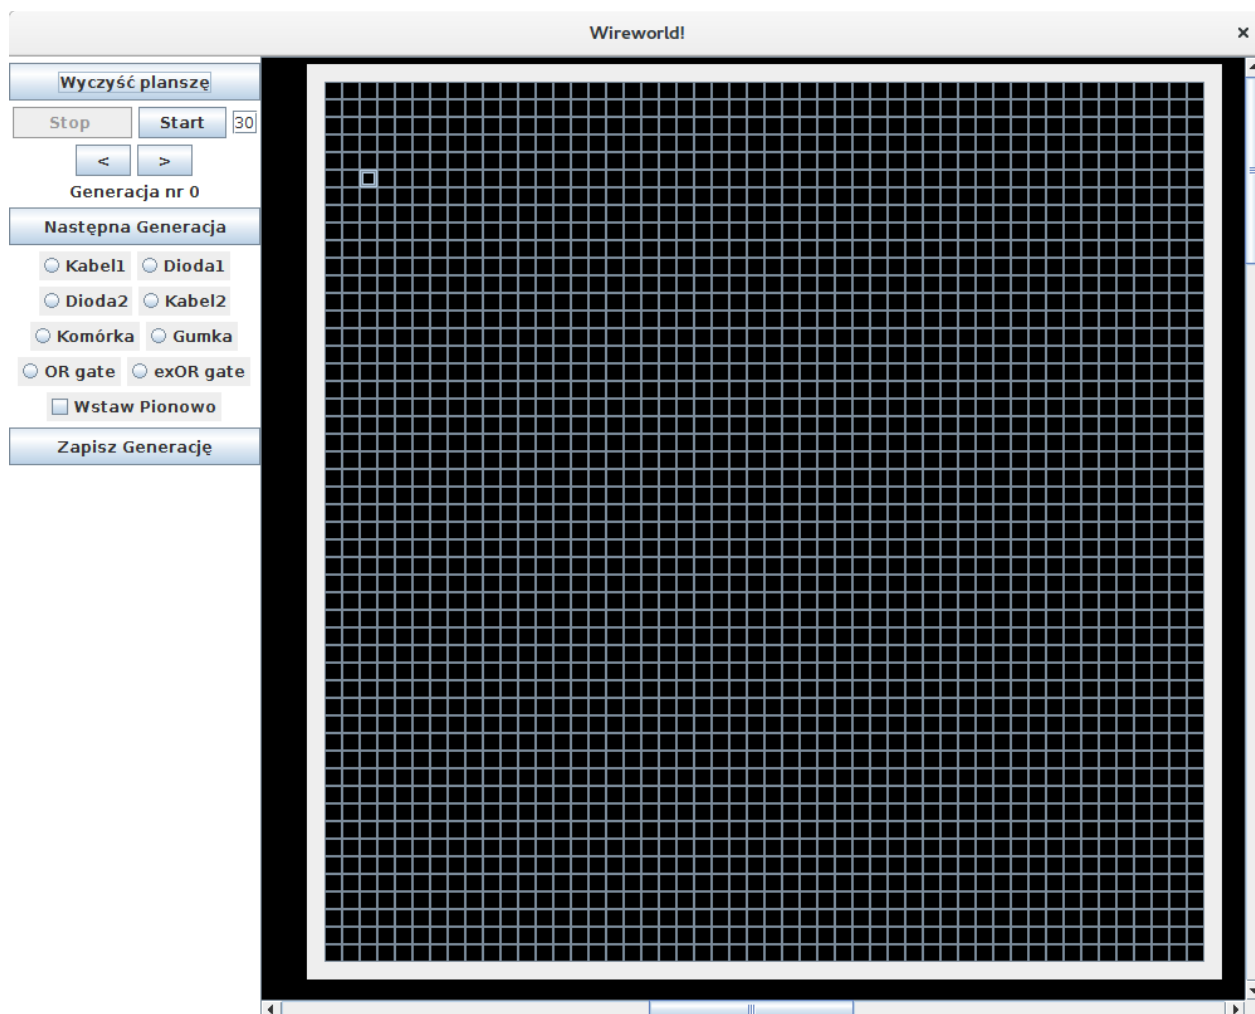 Wireworld!
Wyczyść planszę
Stop Start 30
< >
Generacja nr 0
Następna Generacja
Kabel1 Dioda1
Dioda2 Kabel2
Komórka Gumka
OR gate exOR gate
Wstaw Pionowo
Zapisz Generację